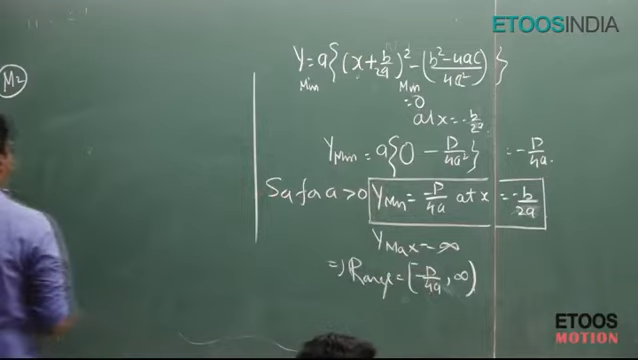 ETOOSINDIA
M2
Y = a{(x + b/2a)² - (b² - 4ac/4a²)}
Min Min
= 0
at x = -b/2a
YMin = a{0 - D/4a²} = -D/4a.
So for a > 0 YMin = -D/4a at x = -b/2a
YMax = ∞
⇒ Range = [-D/4a, ∞)
ETOOS
MOTION